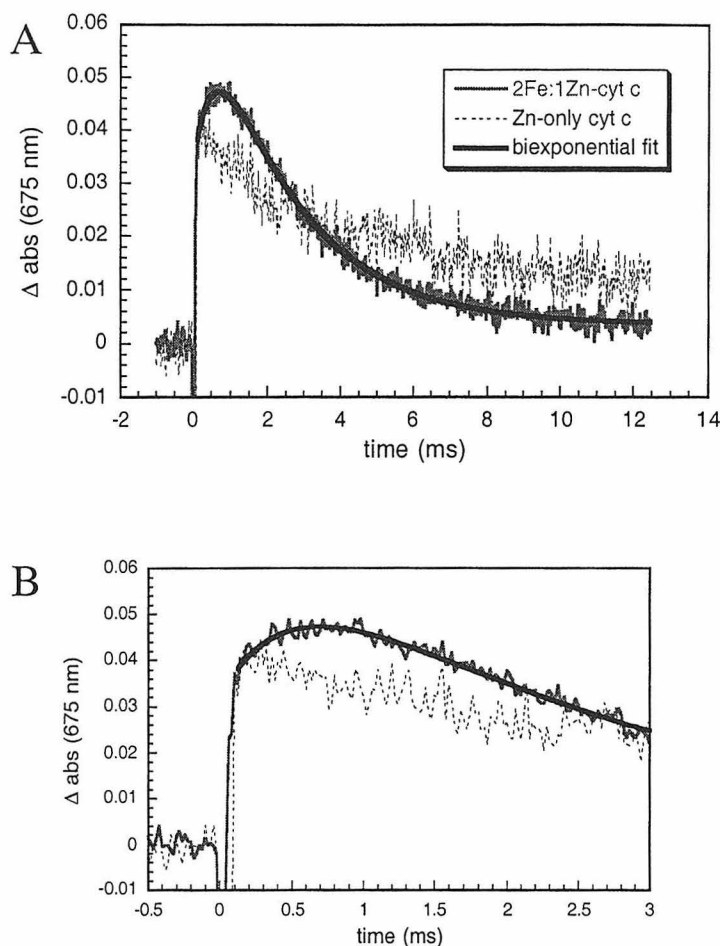 A
0.06
0.05
0.04
0.03
0.02
0.01
0
-0.01
Δ abs (675 nm)
2Fe:1Zn-cyt c
Zn-only cyt c
biexponential fit
-2 0 2 4 6 8 10 12 14
time (ms)
B
0.06
0.05
0.04
0.03
0.02
0.01
0
-0.01
Δ abs (675 nm)
-0.5 0 0.5 1 1.5 2 2.5 3
time (ms)